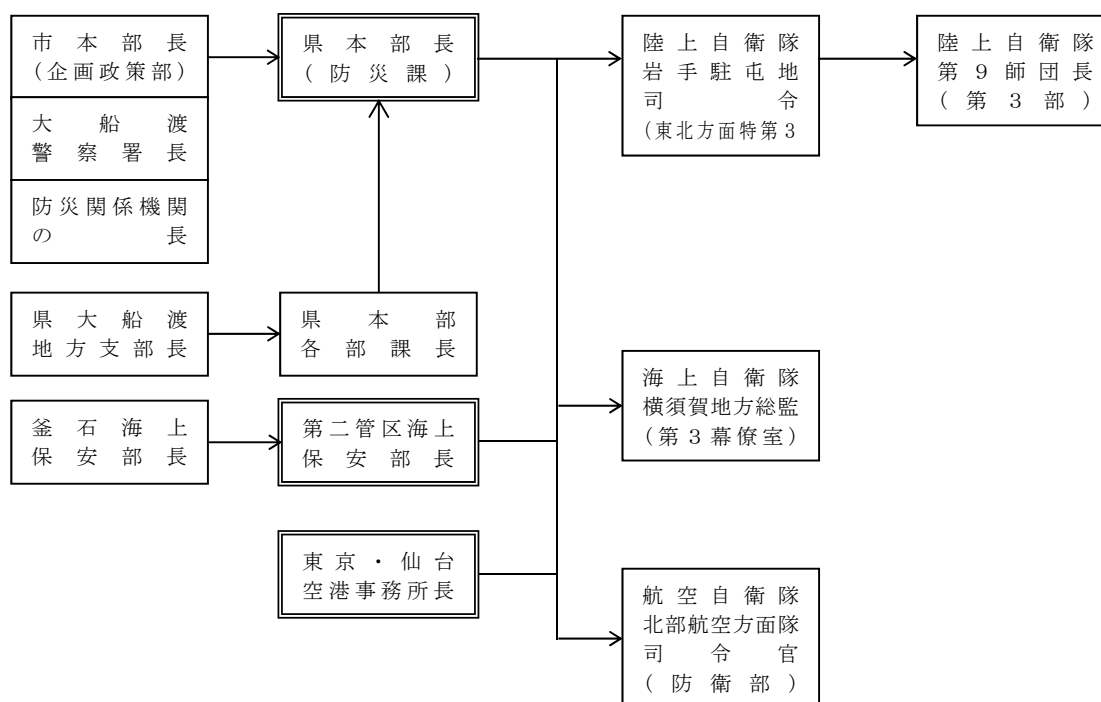 市本部長
(企画政策部)
大船渡
警察署長
防災関係機関
の長
県本部長
(防災課)
陸上自衛隊
岩手駐屯地
司令
(東北方面特第3
陸上自衛隊
第9師団長
(第3部)
県大船渡
地方支部長
県本部
各部課長
釜石海上
保安部長
第二管区海上
保安部長
海上自衛隊
横須賀地方総監
(第3幕僚室)
東京・仙台
空港事務所長
航空自衛隊
北部航空方面隊
司令官
(防衛部)